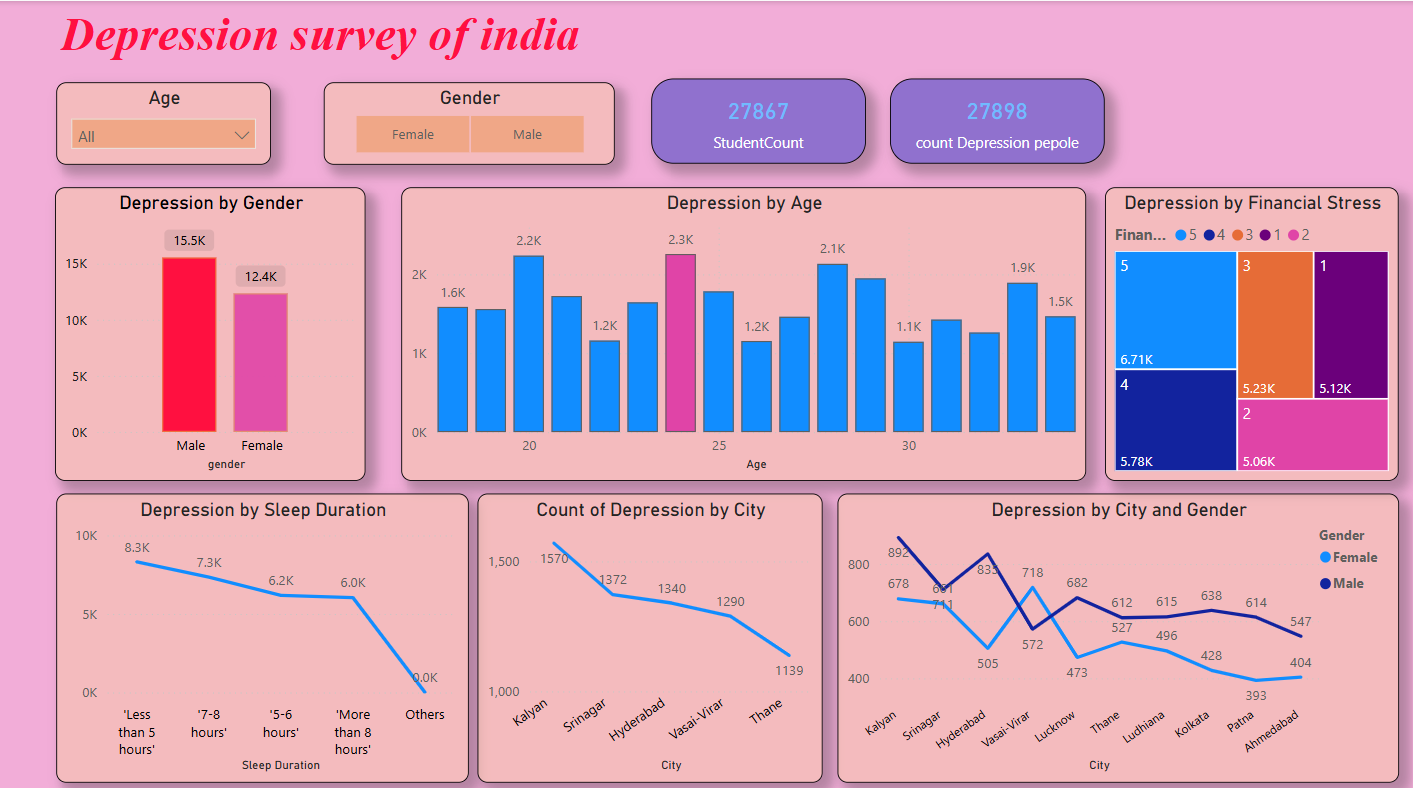 Depression survey of india
Age
All
Gender
Female Male
27867
StudentCount
27898
count Depression pepole
Depression by Gender
15.5K
12.4K
15K
10K
5K
0K
Male Female
gender
Depression by Age
2K
1K
0K
1.6K 2.2K 1.2K 2.3K 1.2K 2.1K 1.1K 1.9K 1.5K
20 25 30
Age
Depression by Financial Stress
Finan... 5 4 3 1 2
5
6.71K
4
5.78K
3
5.23K
1
5.12K
2
5.06K
Depression by Sleep Duration
10K
5K
0K
8.3K 7.3K 6.2K 6.0K 0.0K
'Less than 5 hours'
'7-8 hours'
'5-6 hours'
'More than 8 hours'
Others
Sleep Duration
Count of Depression by City
1,500
1,000
1570 1372 1340 1290 1139
Kalyan Srinagar Hyderabad Vasai-Virar Thane
City
Depression by City and Gender
Gender
Female
Male
800
600
400
892 711 835 572 682 612 615 638 614 547
678 661 505 718 473 527 496 428 393 404
Kalyan Srinagar Hyderabad Vasai-Virar Lucknow Thane Ludhiana Kolkata Patna Ahmedabad
City